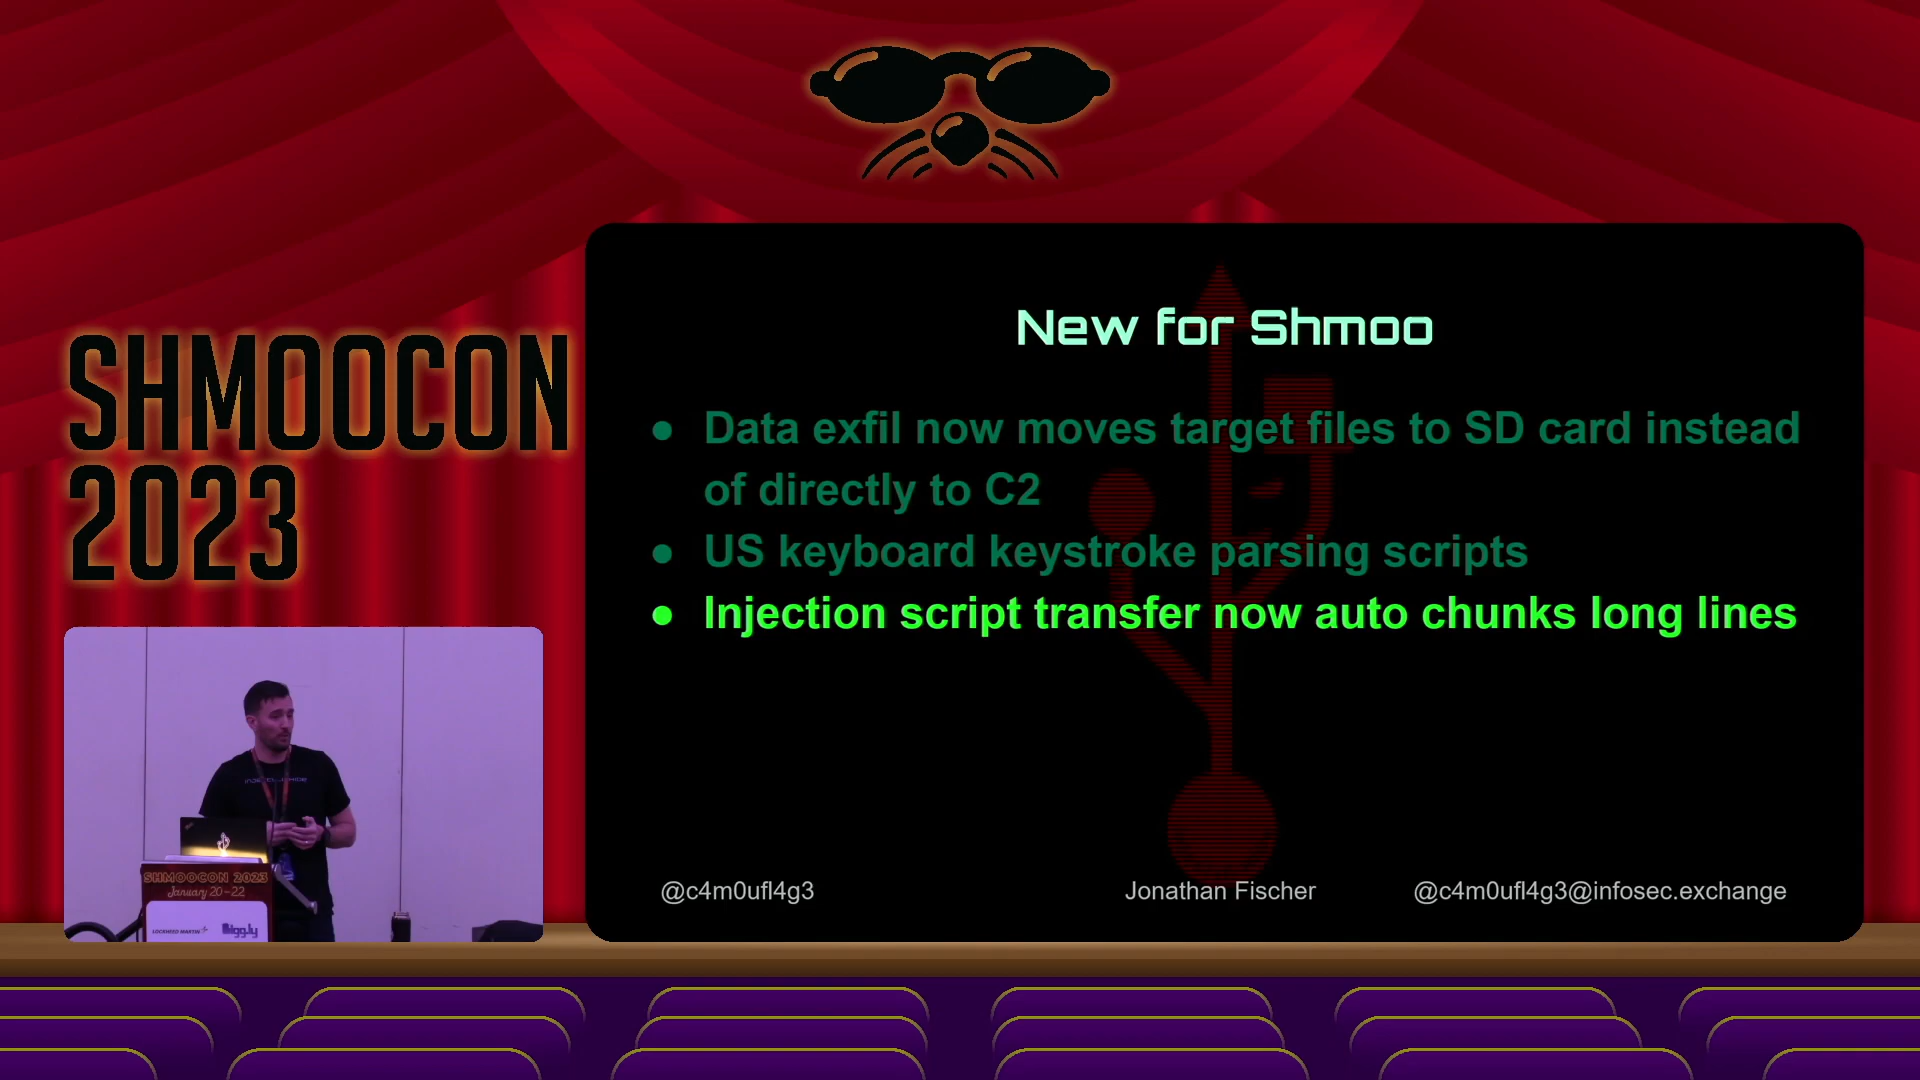 SHMOOCON
2023
New for Shmoo
● Data exfil now moves target files to SD card instead
of directly to C2
● US keyboard keystroke parsing scripts
● Injection script transfer now auto chunks long lines
@c4m0ufl4g3
Jonathan Fischer
@c4m0ufl4g3@infosec.exchange
SHMOOCON 2023
January 20-22
LOCKHEED MARTIN